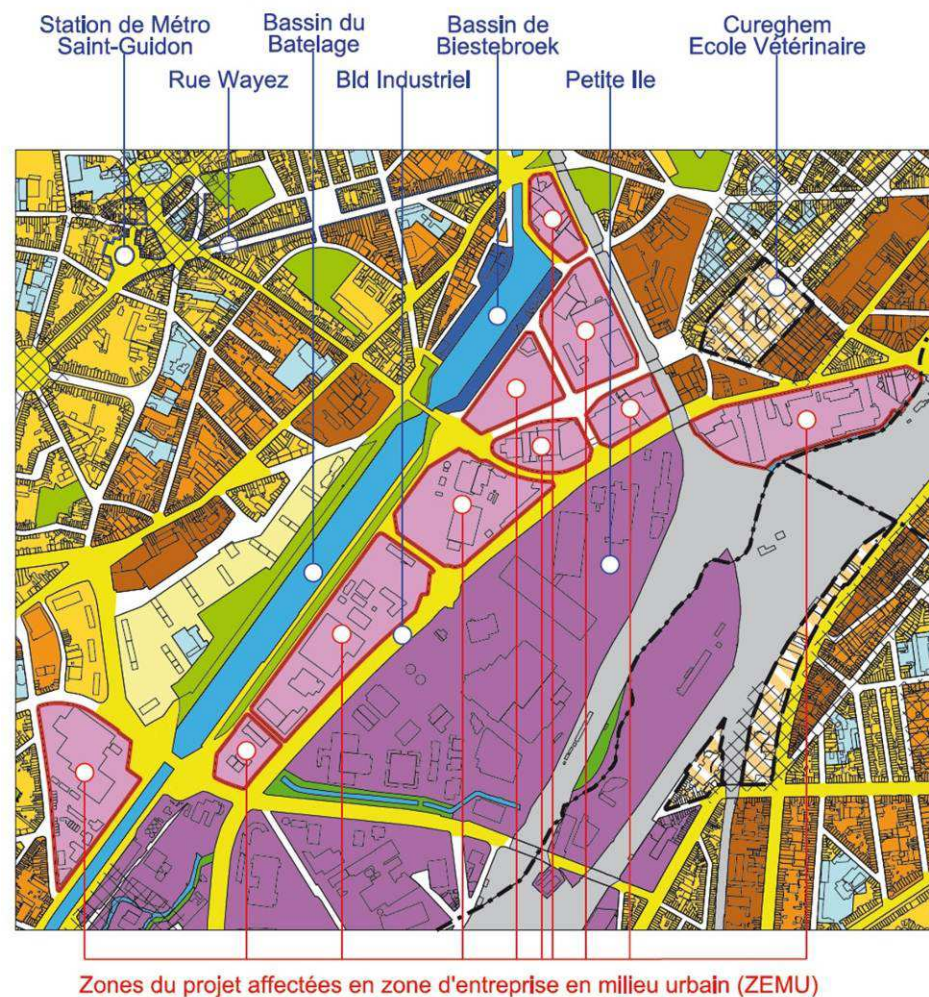 Station de Métro
Saint-Guidon
Rue Wayez
Bassin du
Batelage
Bld Industriel
Bassin de
Biestebroek
Petite Ile
Cureghem
Ecole Vétérinaire
10
Zones du projet affectées en zone d'entreprise en milieu urbain (ZEMU)